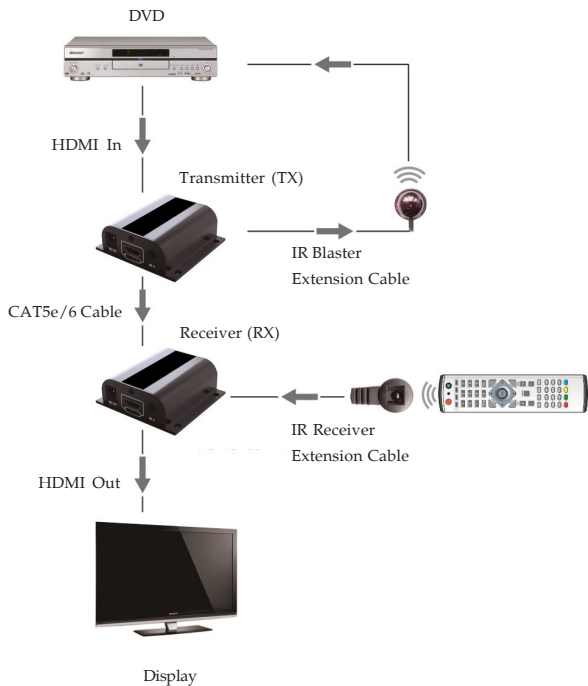 DVD
HDMI In
Transmitter (TX)
IR Blaster
Extension Cable
CAT5e/6 Cable
Receiver (RX)
IR Receiver
Extension Cable
HDMI Out
Display